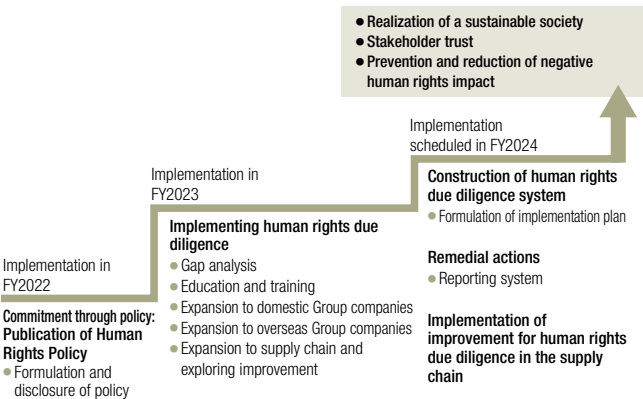 ● Realization of a sustainable society
● Stakeholder trust
● Prevention and reduction of negative
human rights impact
Implementation
scheduled in FY2024
Construction of human rights
due diligence system
● Formulation of implementation plan
Remedial actions
● Reporting system
Implementation of
improvement for human rights
due diligence in the supply
chain
Implementation in
FY2023
Implementing human rights due
diligence
● Gap analysis
● Education and training
● Expansion to domestic Group companies
● Expansion to overseas Group companies
● Expansion to supply chain and
exploring improvement
Implementation in
FY2022
Commitment through policy:
Publication of Human
Rights Policy
● Formulation and
disclosure of policy